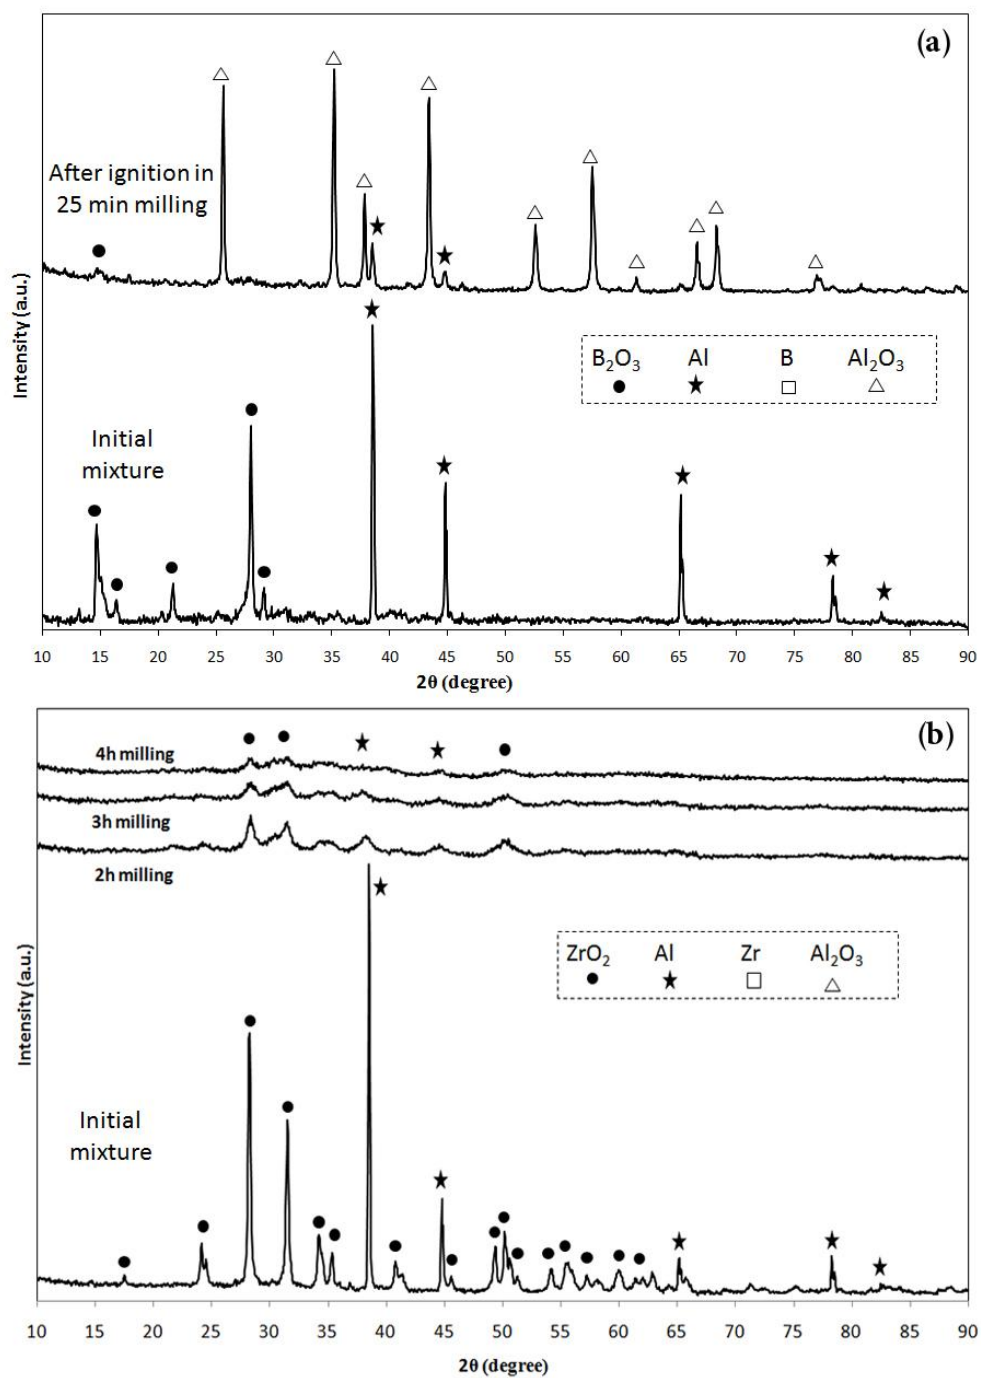 (a)
After ignition in
25 min milling
Intensity (a.u.)
B₂O₃ Al B Al₂O₃
Initial
mixture
10 15 20 25 30 35 40 45 50 55 60 65 70 75 80 85 90
2θ (degree)
(b)
4h milling
3h milling
2h milling
Intensity (a.u.)
ZrO₂ Al Zr Al₂O₃
Initial
mixture
10 15 20 25 30 35 40 45 50 55 60 65 70 75 80 85 90
2θ (degree)